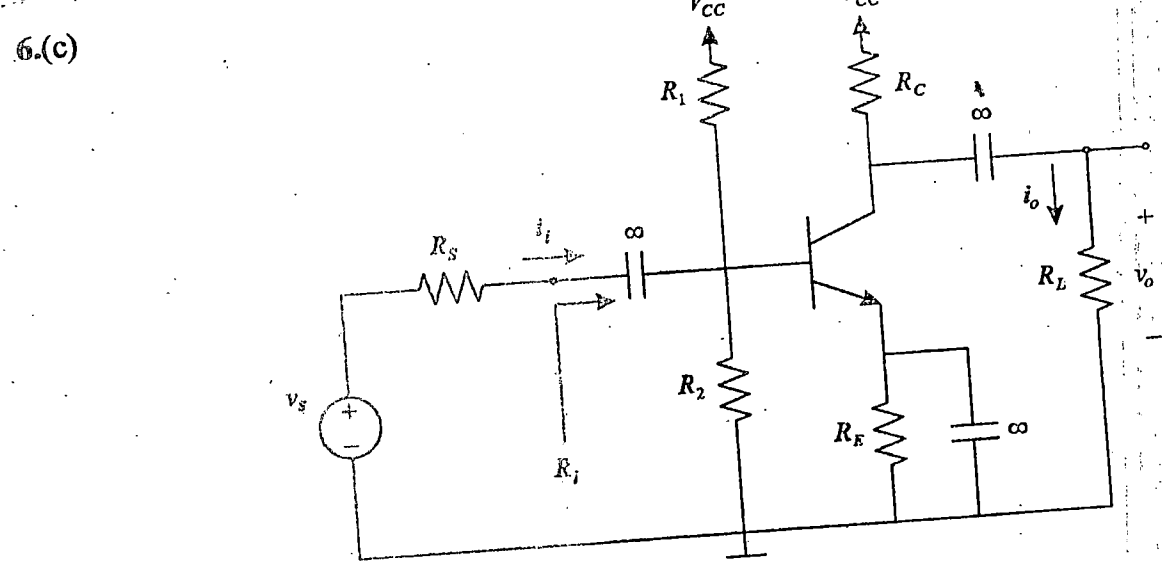 6.(c)
V_CC
CC
R_1
R_C
∞
i_o
+
R_S
i_i
∞
R_L
v_o
−
R_2
v_s
+
−
R_E
∞
R_i